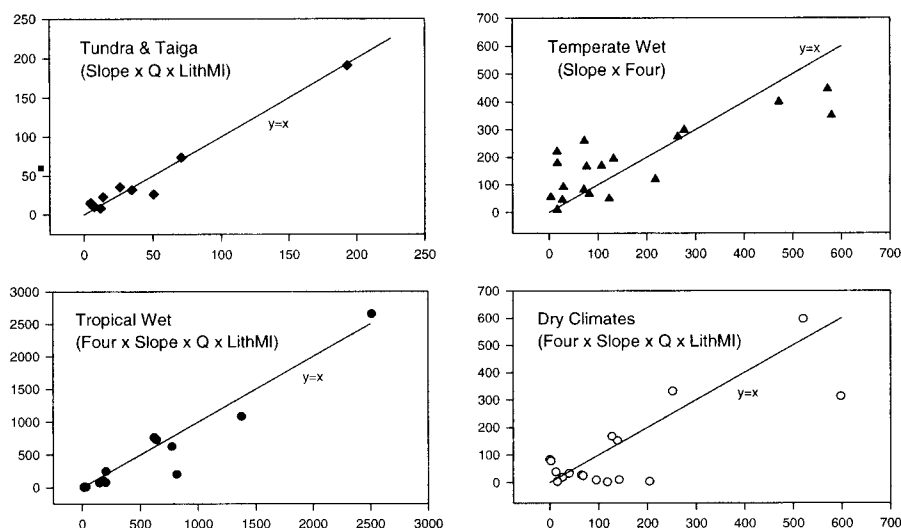 250
200
150
100
50
0
Tundra & Taiga
(Slope x Q x LithMI)
y=x
0 50 100 150 200 250
700
600
500
400
300
200
100
0
Temperate Wet
(Slope x Four)
y=x
0 100 200 300 400 500 600 700
3000
2500
2000
1500
1000
500
0
Tropical Wet
(Four x Slope x Q x LithMI)
y=x
0 500 1000 1500 2000 2500 3000
700
600
500
400
300
200
100
0
Dry Climates
(Four x Slope x Q x LithMI)
y=x
0 100 200 300 400 500 600 700